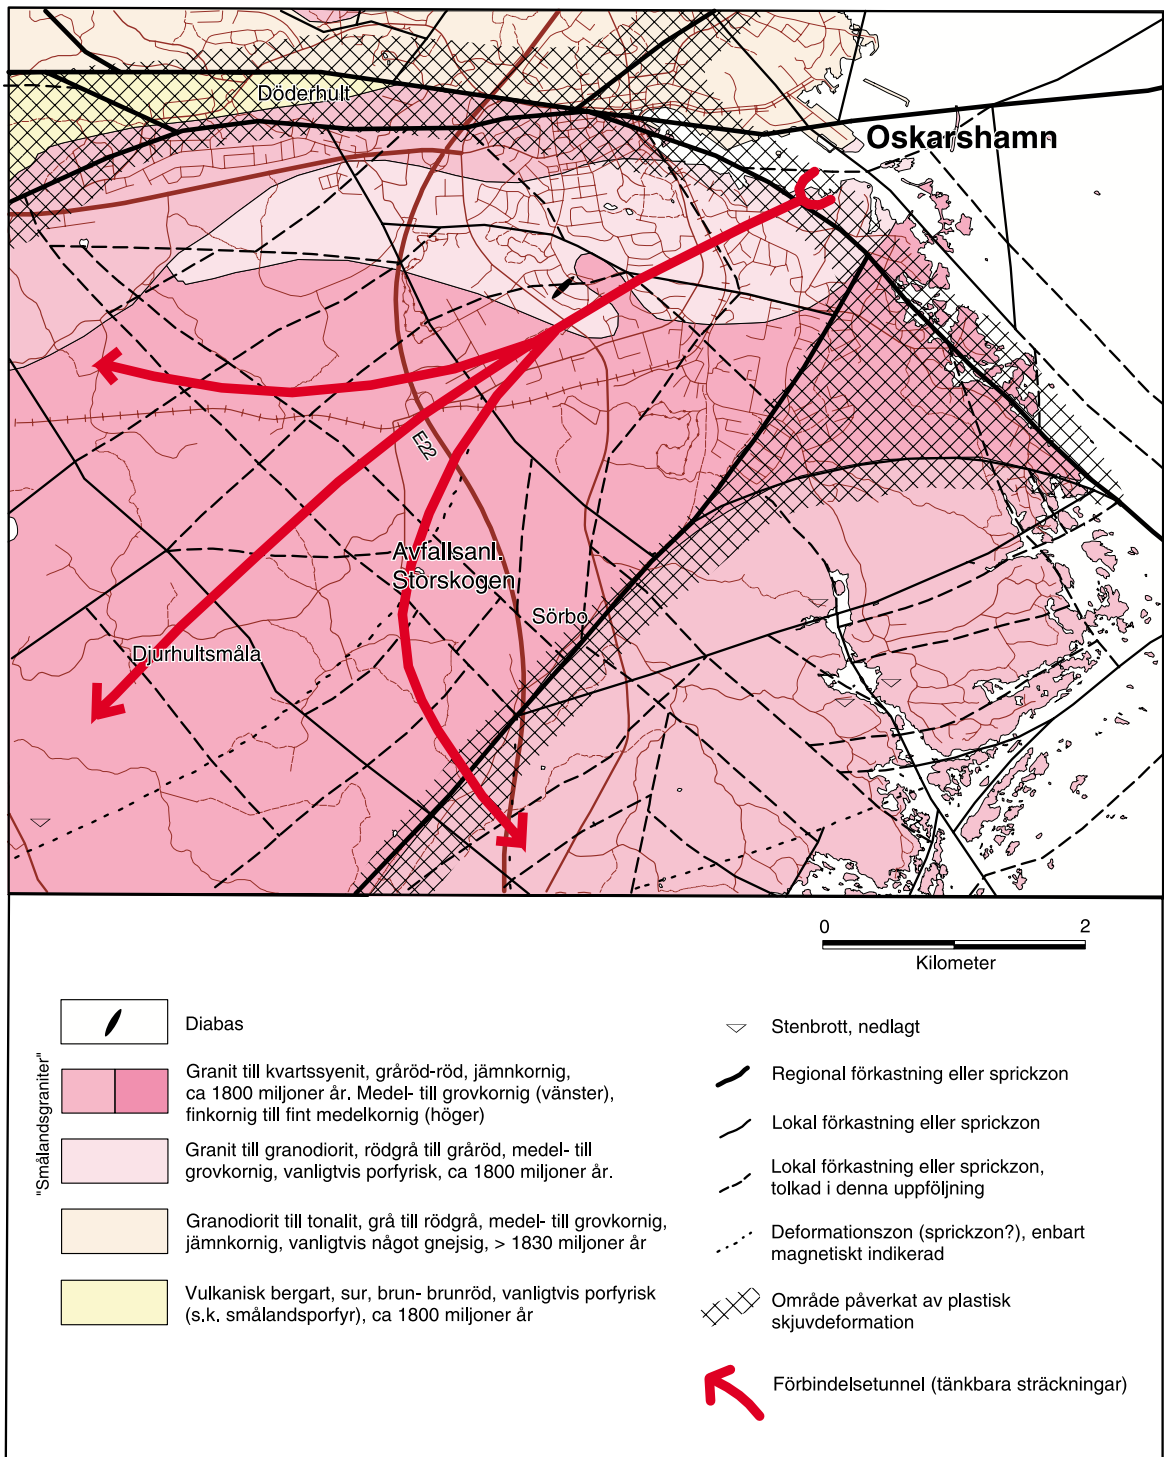 Döderhult
Oskarshamn
E22
Avfallsanl.
Storskogen
Sörbo
Djurhultsmåla
0 2
Kilometer
"Smålandsgraniter"
Diabas
Granit till kvartssyenit, gråröd-röd, jämnkornig,
ca 1800 miljoner år. Medel- till grovkornig (vänster),
finkornig till fint medelkornig (höger)
Granit till granodiorit, rödgrå till gråröd, medel- till
grovkornig, vanligtvis porfyrisk, ca 1800 miljoner år.
Granodiorit till tonalit, grå till rödgrå, medel- till grovkornig,
jämnkornig, vanligtvis något gnejsig, > 1830 miljoner år
Vulkanisk bergart, sur, brun- brunröd, vanligtvis porfyrisk
(s.k. smålandsporfyr), ca 1800 miljoner år
Stenbrott, nedlagt
Regional förkastning eller sprickzon
Lokal förkastning eller sprickzon
Lokal förkastning eller sprickzon,
tolkad i denna uppföljning
Deformationszon (sprickzon?), enbart
magnetiskt indikerad
Område påverkat av plastisk
skjuvdeformation
Förbindelsetunnel (tänkbara sträckningar)